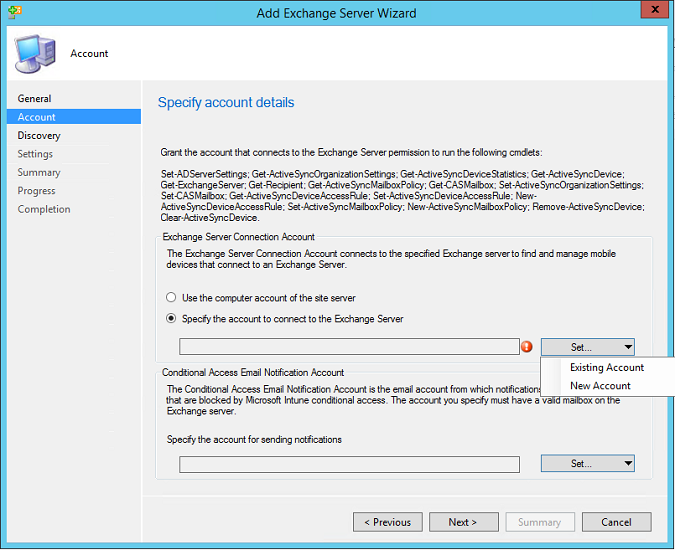 Add Exchange Server Wizard
x
Account
General
Account
Discovery
Settings
Summary
Progress
Completion
Specify account details
Grant the account that connects to the Exchange Server permission to run the following cmdlets:
Set-ADServerSettings; Get-ActiveSyncOrganizationSettings; Get-ActiveSyncDeviceStatistics; Get-ActiveSyncDevice;
Get-ExchangeServer; Get-Recipient; Get-ActiveSyncMailboxPolicy; Get-CASMailbox; Set-ActiveSyncOrganizationSettings;
Set-CASMailbox; Get-ActiveSyncDeviceAccessRule; Set-ActiveSyncDeviceAccessRule; New-
ActiveSyncDeviceAccessRule; Set-ActiveSyncMailboxPolicy; New-ActiveSyncMailboxPolicy; Remove-ActiveSyncDevice;
Clear-ActiveSyncDevice.
Exchange Server Connection Account
The Exchange Server Connection Account connects to the specified Exchange server to find and manage mobile
devices that connect to an Exchange Server.
Use the computer account of the site server
Specify the account to connect to the Exchange Server
Set...
Existing Account
New Account
Conditional Access Email Notification Account
The Conditional Access Email Notification Account is the email account from which notifications
that are blocked by Microsoft Intune conditional access. The account you specify must have a valid mailbox on the
Exchange server.
Specify the account for sending notifications
Set...
< Previous
Next >
Summary
Cancel